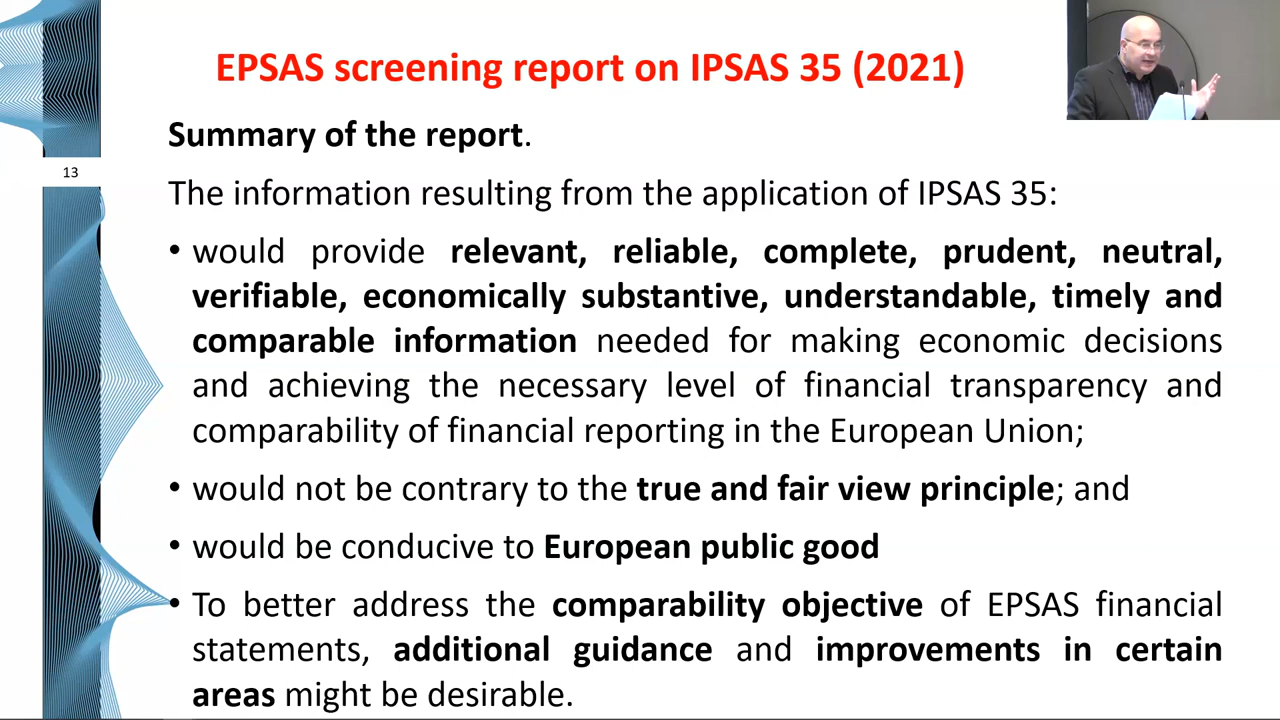 EPSAS screening report on IPSAS 35 (2021)
Summary of the report.
13
The information resulting from the application of IPSAS 35:
• would provide relevant, reliable, complete, prudent, neutral,
verifiable, economically substantive, understandable, timely and
comparable information needed for making economic decisions
and achieving the necessary level of financial transparency and
comparability of financial reporting in the European Union;
• would not be contrary to the true and fair view principle; and
• would be conducive to European public good
• To better address the comparability objective of EPSAS financial
statements, additional guidance and improvements in certain
areas might be desirable.